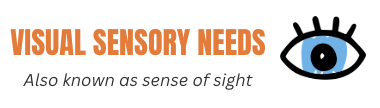 VISUAL SENSORY NEEDS
Also known as sense of sight